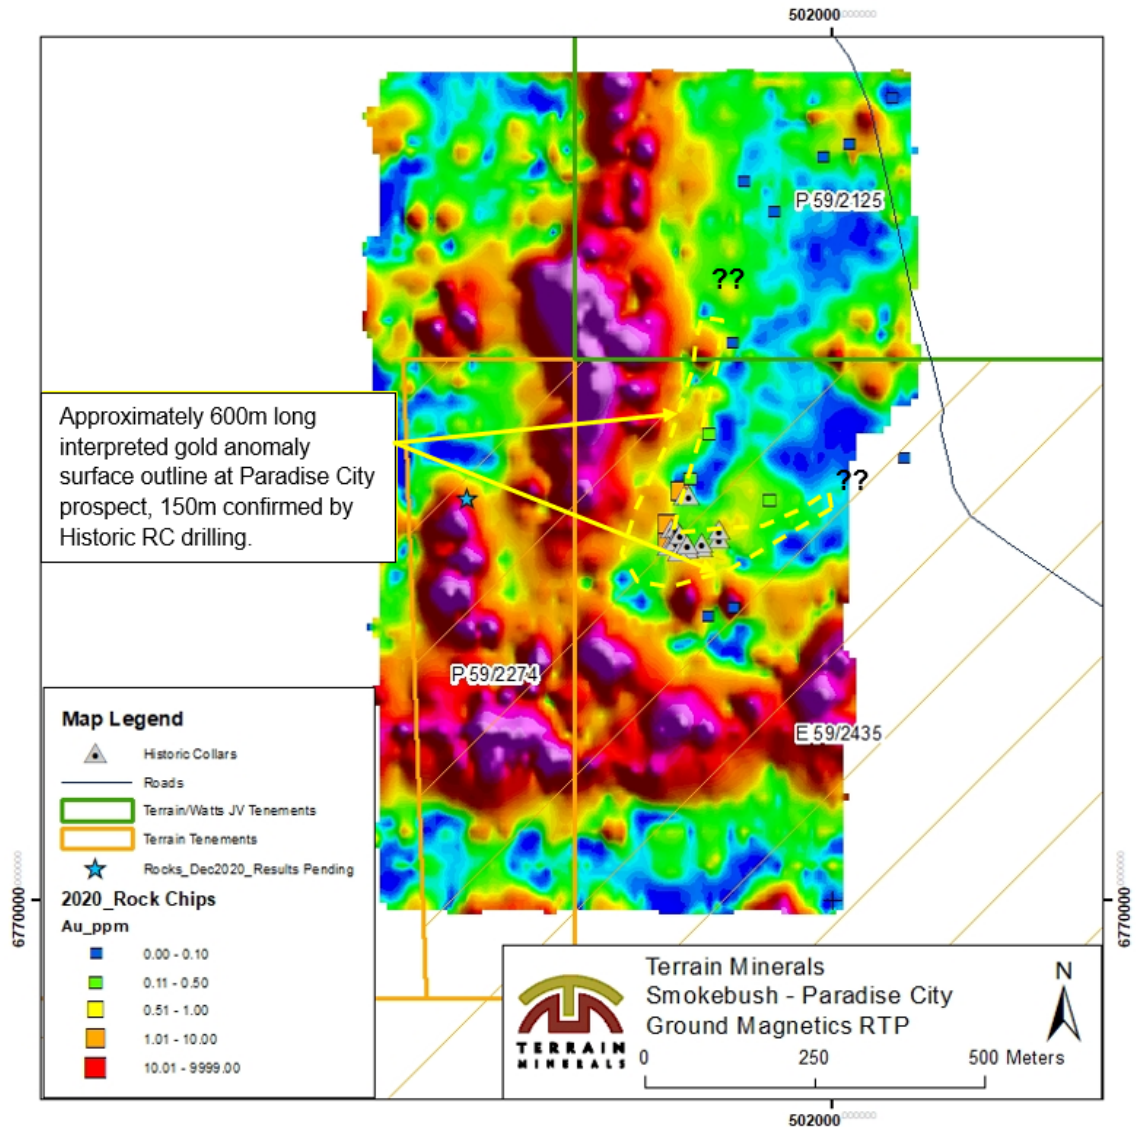 502000
P 59/2125
??
Approximately 600m long
interpreted gold anomaly
surface outline at Paradise City
prospect, 150m confirmed by
Historic RC drilling.
??
P 59/2274
E 59/2435
Map Legend
Historic Collars
Roads
Terrain/Watts JV Tenements
Terrain Tenements
Rocks_Dec2020_Results Pending
2020_Rock Chips
Au_ppm
0.00 - 0.10
0.11 - 0.50
0.51 - 1.00
1.01 - 10.00
10.01 - 9999.00
6770000
6770000
TERRAIN
MINERALS
Terrain Minerals
Smokebush - Paradise City
Ground Magnetics RTP
N
0 250 500 Meters
502000